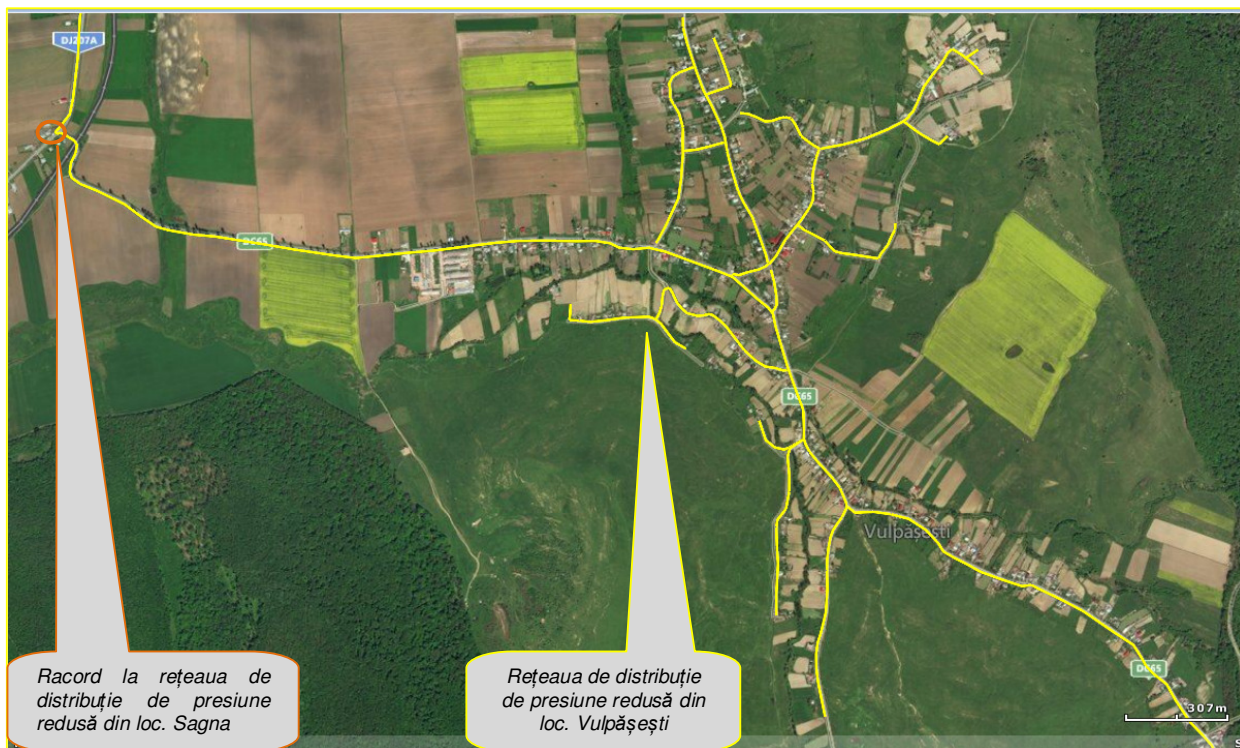 DJ207A
DC65
DC65
Vulpășești
DC65
Racord la rețeaua de
distribuție de presiune
redusă din loc. Sagna
Rețeaua de distribuție
de presiune redusă din
loc. Vulpășești
307m